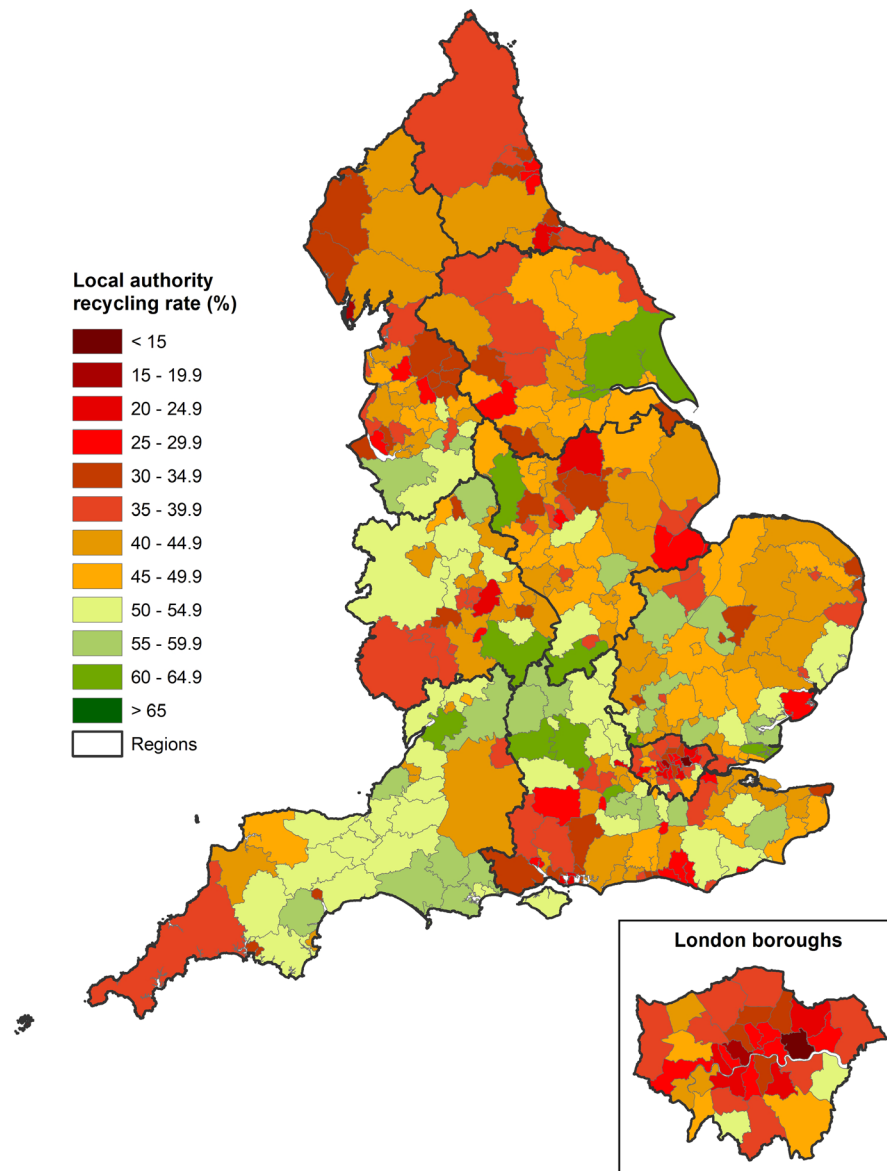 Local authority
recycling rate (%)
< 15
15 - 19.9
20 - 24.9
25 - 29.9
30 - 34.9
35 - 39.9
40 - 44.9
45 - 49.9
50 - 54.9
55 - 59.9
60 - 64.9
> 65
Regions
London boroughs